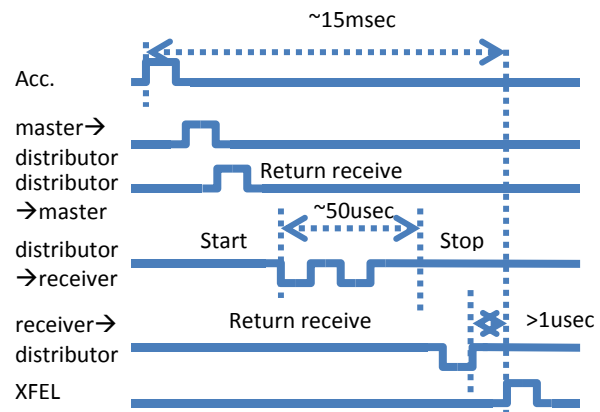 ~15msec
Acc.
master→
distributor
distributor Return receive
→master ~50usec
distributor Start Stop
→receiver
receiver→ Return receive >1usec
distributor
XFEL